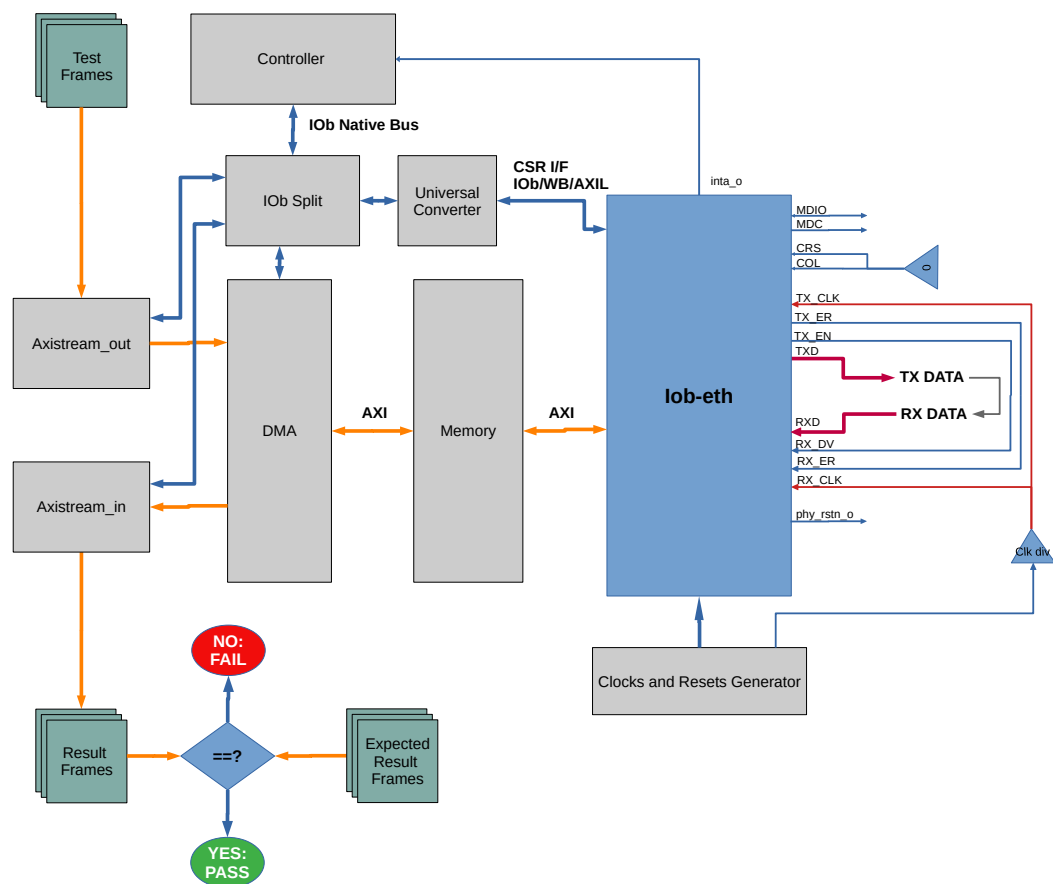 Test
Frames
Controller
IOb Native Bus
IOb Split
Universal
Converter
CSR I/F
IOb/WB/AXIL
inta_o
MDIO
MDC
CRS
COL
0
TX_CLK
TX_ER
TX_EN
TXD
TX DATA
RX DATA
RXD
RX_DV
RX_ER
RX_CLK
phy_rstn_o
Clk div
Iob-eth
Axistream_out
DMA
AXI
Memory
AXI
Axistream_in
Clocks and Resets Generator
NO:
FAIL
Result
Frames
==?
Expected
Result
Frames
YES:
PASS